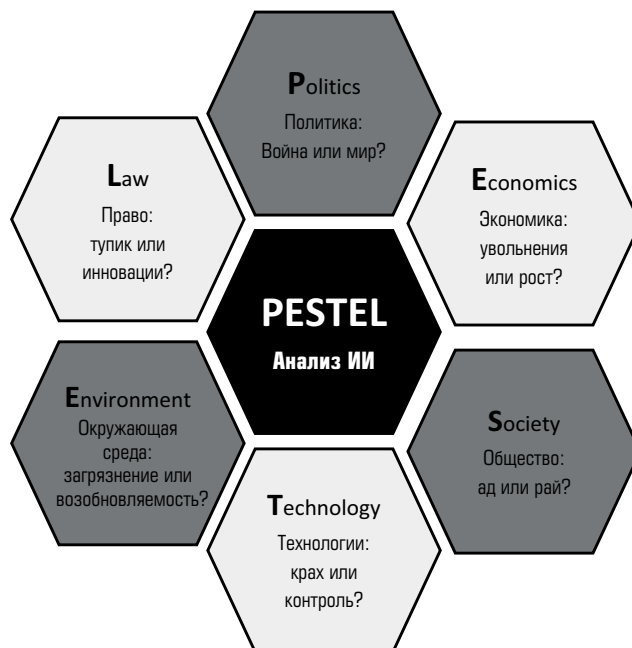 Politics
Политика:
Война или мир?
Law
Право:
тупик или
инновации?
Economics
Экономика:
увольнения
или рост?
PESTEL
Анализ ИИ
Environment
Окружающая
среда:
загрязнение или
возобновляемость?
Society
Общество:
ад или рай?
Technology
Технологии:
крах или
контроль?